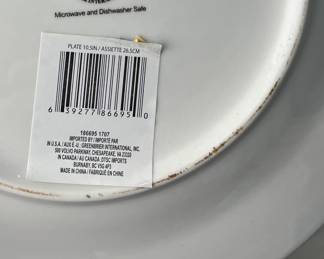 Microwave and Dishwasher Safe
PLATE 10.5IN / ASSIETTE 26.5CM
6 39277 86695 0
186695 1707
IMPORTED BY / IMPORTÉ PAR
IN U.S.A. / AUX É.-U.: GREENBRIER INTERNATIONAL, INC.
500 VOLVO PARKWAY, CHESAPEAKE, VA 23320
IN CANADA / AU CANADA: DTSC IMPORTS
BURNABY, BC V5G 4P3
MADE IN CHINA / FABRIQUÉ EN CHINE